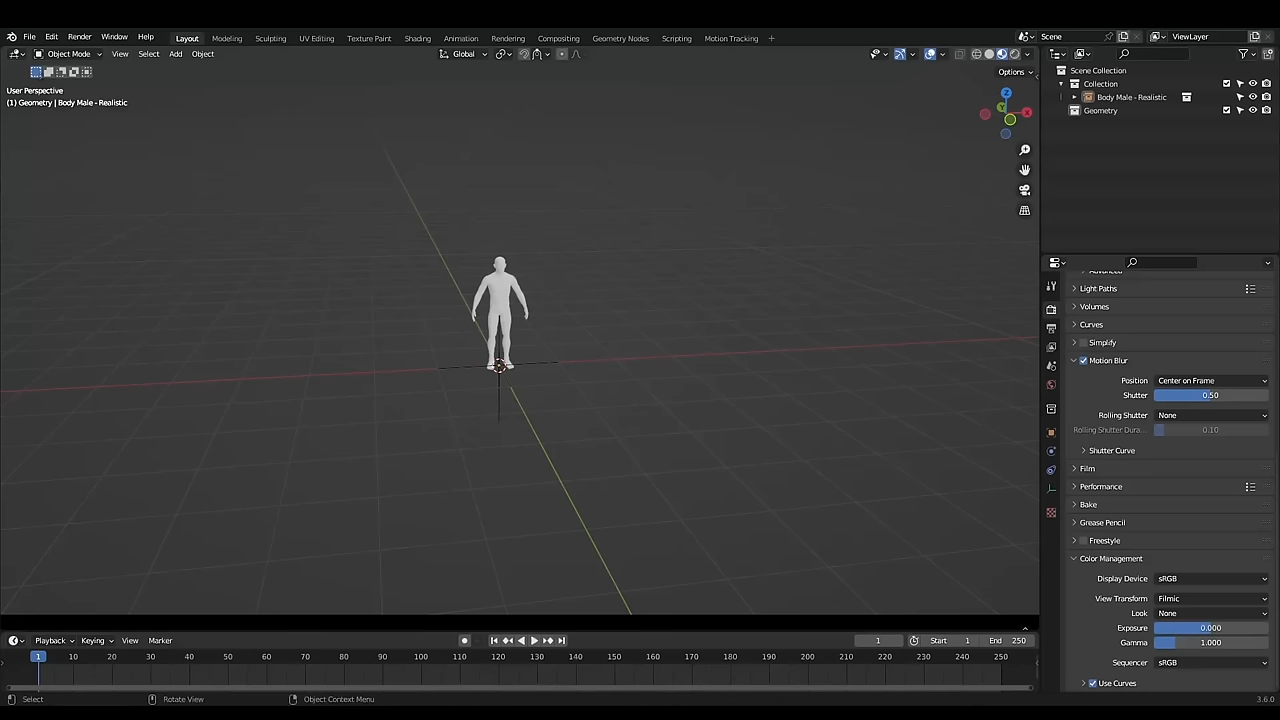 File Edit Render Window Help Layout Modeling Sculpting UV Editing Texture Paint Shading Animation Rendering Compositing Geometry Nodes Scripting Motion Tracking + Scene ViewLayer
Object Mode View Select Add Object Global
Options
User Perspective
(1) Geometry | Body Male - Realistic
Z
Y
X
Scene Collection
Collection
Body Male - Realistic
Geometry
Light Paths
Volumes
Curves
Simplify
Motion Blur
Position Center on Frame
Shutter 0.50
Rolling Shutter None
Rolling Shutter Dura... 0.10
Shutter Curve
Film
Performance
Bake
Grease Pencil
Freestyle
Color Management
Display Device sRGB
View Transform Filmic
Look None
Exposure 0.000
Gamma 1.000
Sequencer sRGB
Use Curves
Playback Keying View Marker 1 Start 1 End 250
1 10 20 30 40 50 60 70 80 90 100 110 120 130 140 150 160 170 180 190 200 210 220 230 240 250
Select Rotate View Object Context Menu 3.6.0